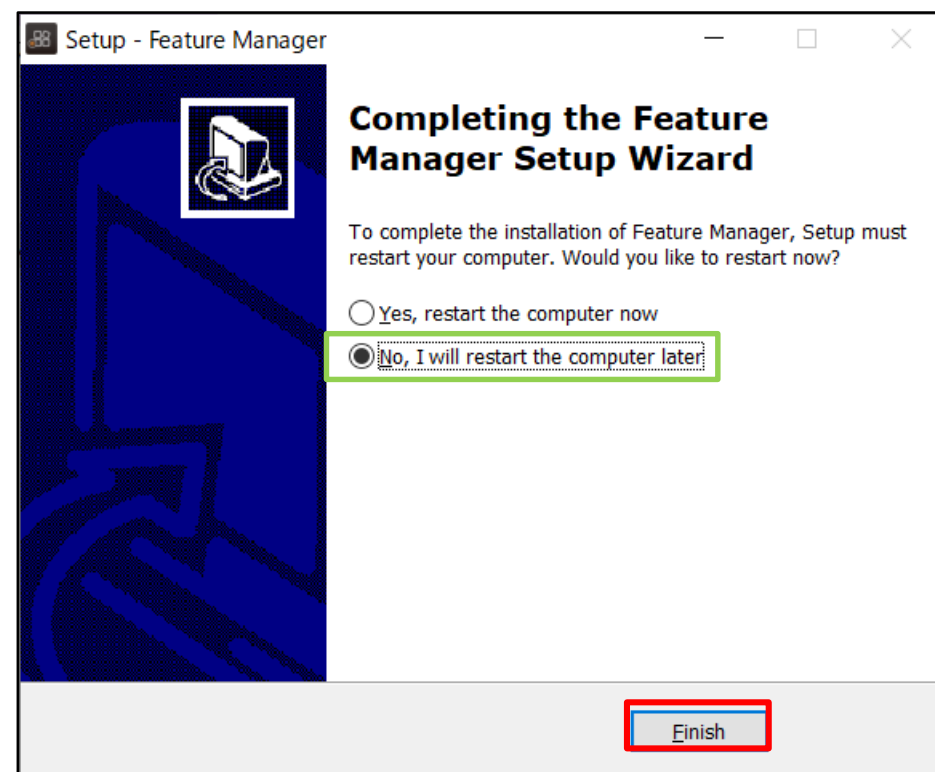 Setup - Feature Manager
Completing the Feature
Manager Setup Wizard
To complete the installation of Feature Manager, Setup must
restart your computer. Would you like to restart now?
Yes, restart the computer now
No, I will restart the computer later
Finish